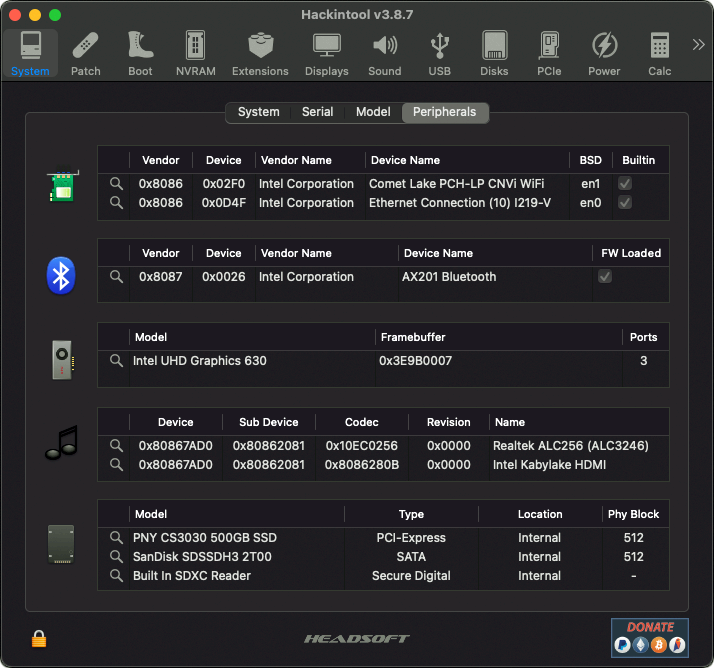 Hackintool v3.8.7
System Patch Boot NVRAM Extensions Displays Sound USB Disks PCIe Power Calc
System Serial Model Peripherals
Vendor Device Vendor Name Device Name BSD Builtin
0x8086 0x02F0 Intel Corporation Comet Lake PCH-LP CNVi WiFi en1
0x8086 0x0D4F Intel Corporation Ethernet Connection (10) I219-V en0
Vendor Device Vendor Name Device Name FW Loaded
0x8087 0x0026 Intel Corporation AX201 Bluetooth
Model Framebuffer Ports
Intel UHD Graphics 630 0x3E9B0007 3
Device Sub Device Codec Revision Name
0x80867AD0 0x80862081 0x10EC0256 0x0000 Realtek ALC256 (ALC3246)
0x80867AD0 0x80862081 0x8086280B 0x0000 Intel Kabylake HDMI
Model Type Location Phy Block
PNY CS3030 500GB SSD PCI-Express Internal 512
SanDisk SDSSDH3 2T00 SATA Internal 512
Built In SDXC Reader Secure Digital Internal -
HEADSOFT
DONATE